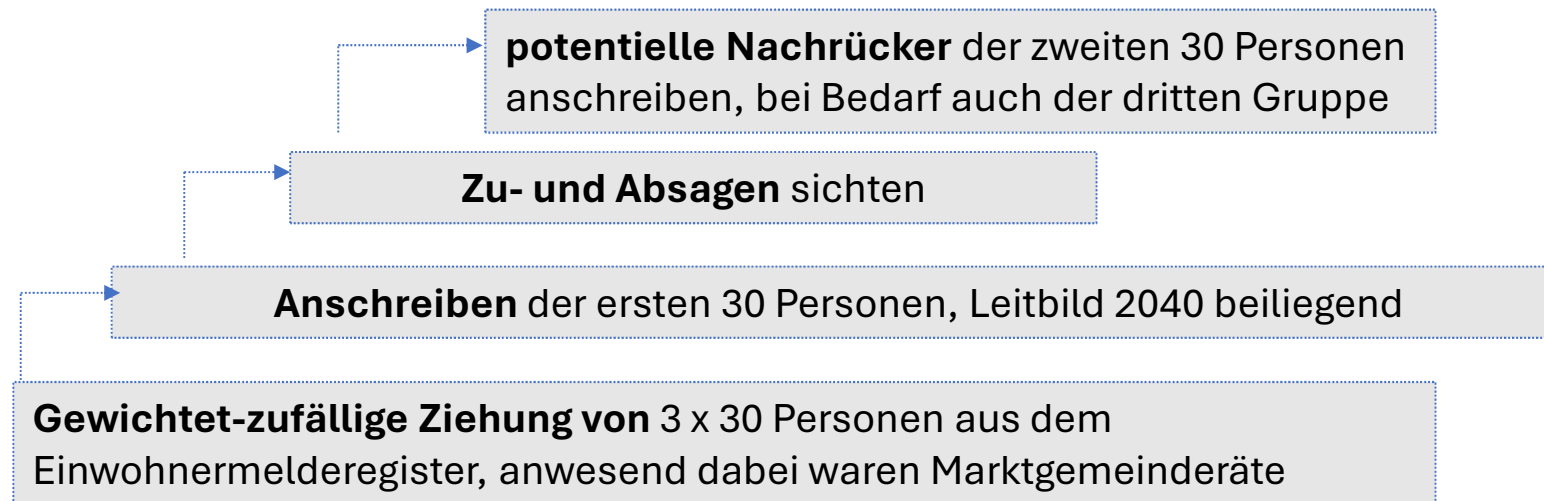 potentielle Nachrücker der zweiten 30 Personen
anschreiben, bei Bedarf auch der dritten Gruppe
Zu- und Absagen sichten
Anschreiben der ersten 30 Personen, Leitbild 2040 beiliegend
Gewichtet-zufällige Ziehung von 3 x 30 Personen aus dem
Einwohnermelderegister, anwesend dabei waren Marktgemeinderäte